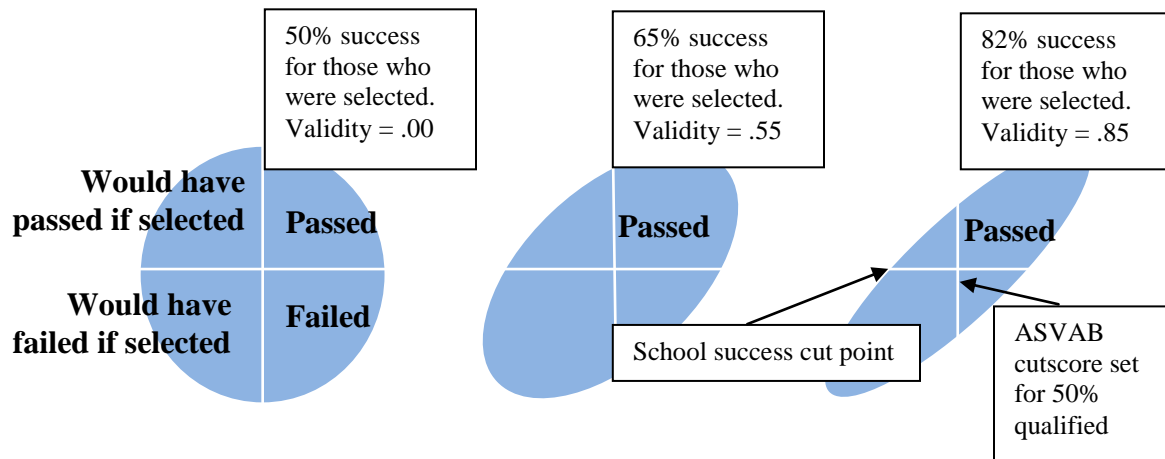 50% success
for those who
were selected.
Validity = .00
65% success
for those who
were selected.
Validity = .55
82% success
for those who
were selected.
Validity = .85
Would have
passed if selected
Passed
Would have
failed if selected
Failed
Passed
Passed
School success cut point
ASVAB
cutscore set
for 50%
qualified